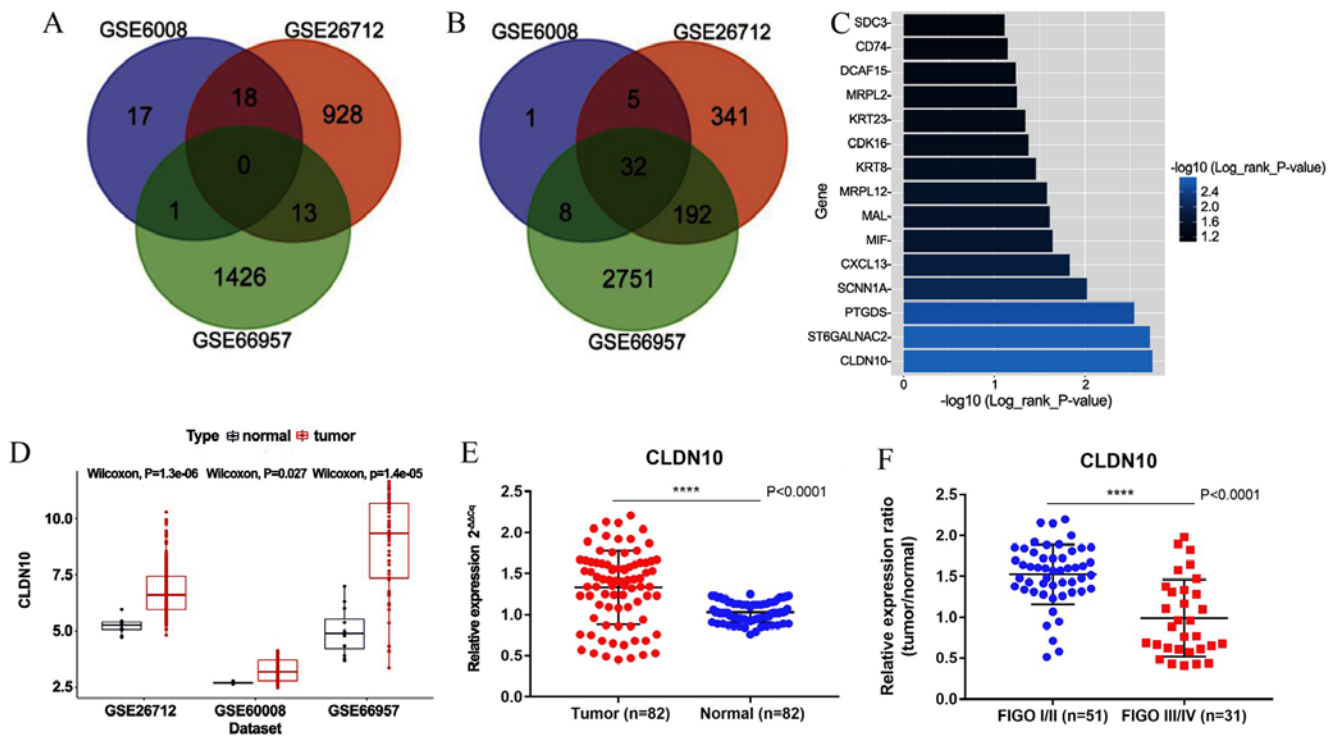 A
GSE6008
GSE26712
17
18
928
0
1
13
1426
GSE66957
B
GSE6008
GSE26712
1
5
341
32
8
192
2751
GSE66957
C
SDC3
CD74
DCAF15
MRPL2
KRT23
CDK16
KRT8
MRPL12
MAL
MIF
CXCL13
SCNN1A
PTGDS
ST6GALNAC2
CLDN10
Gene
0 1 2
-log10 (Log_rank_P-value)
-log10 (Log_rank_P-value)
2.4
2.0
1.6
1.2
D
Type normal tumor
Wilcoxon, P=1.3e-06 Wilcoxon, P=0.027 Wilcoxon, p=1.4e-05
CLDN10
10.0
7.5
5.0
2.5
GSE26712 GSE60008 GSE66957
Dataset
E
CLDN10
**** P<0.0001
Relative expression 2-ΔΔCq
2.5
2.0
1.5
1.0
0.5
0.0
Tumor (n=82) Normal (n=82)
F
CLDN10
**** P<0.0001
Relative expression ratio
(tumor/normal)
2.5
2.0
1.5
1.0
0.5
0.0
FIGO I/II (n=51) FIGO III/IV (n=31)